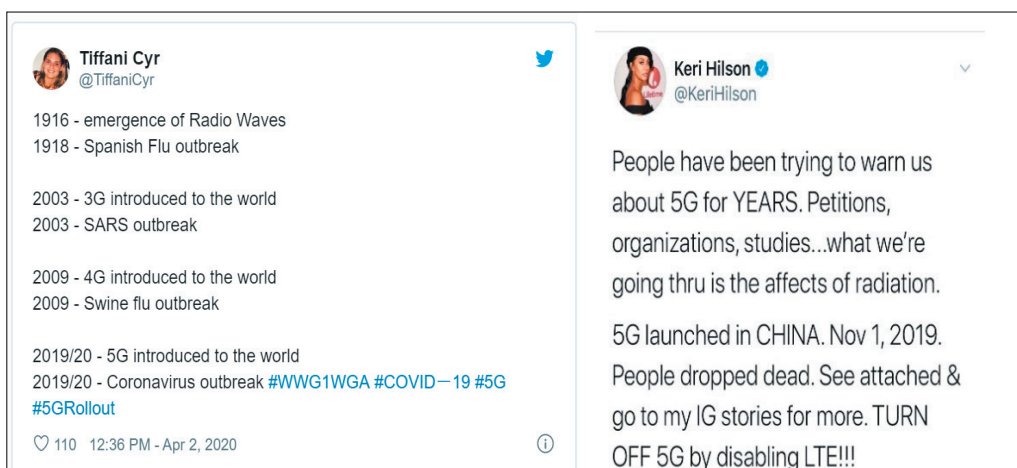 Tiffani Cyr
@TiffaniCyr
1916 - emergence of Radio Waves
1918 - Spanish Flu outbreak
2003 - 3G introduced to the world
2003 - SARS outbreak
2009 - 4G introduced to the world
2009 - Swine flu outbreak
2019/20 - 5G introduced to the world
2019/20 - Coronavirus outbreak #WWG1WGA #COVID—19 #5G
#5GRollout
110 12:36 PM - Apr 2, 2020
Keri Hilson
@KeriHilson
Lifetime
People have been trying to warn us
about 5G for YEARS. Petitions,
organizations, studies...what we're
going thru is the affects of radiation.
5G launched in CHINA. Nov 1, 2019.
People dropped dead. See attached &
go to my IG stories for more. TURN
OFF 5G by disabling LTE!!!